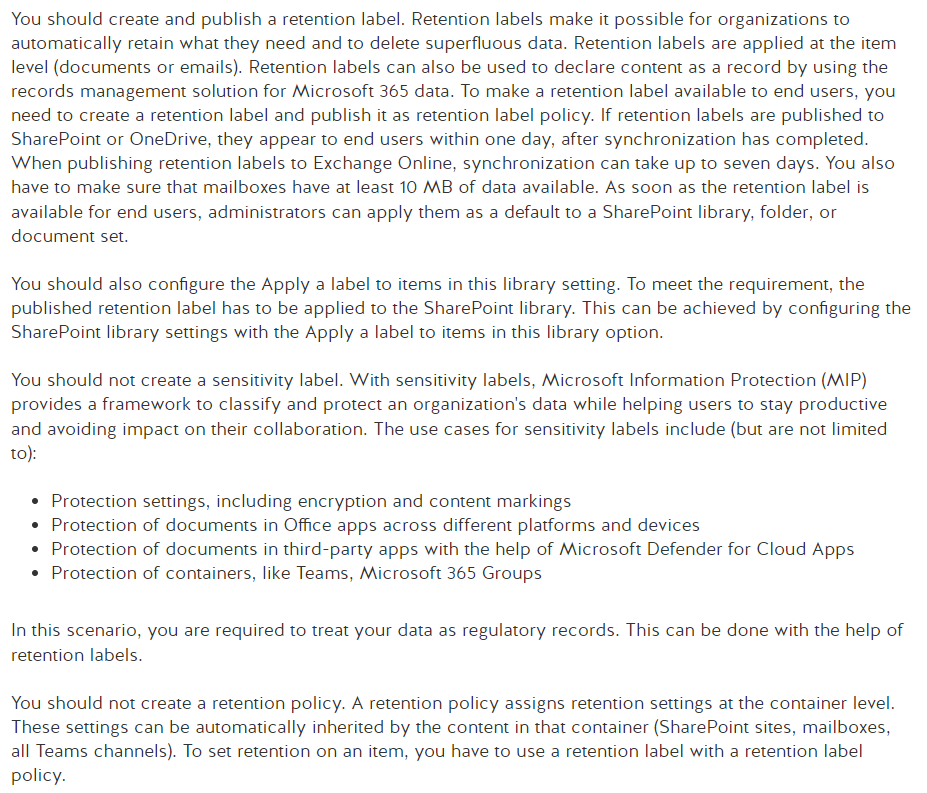 You should create and publish a retention label. Retention labels make it possible for organizations to
automatically retain what they need and to delete superfluous data. Retention labels are applied at the item
level (documents or emails). Retention labels can also be used to declare content as a record by using the
records management solution for Microsoft 365 data. To make a retention label available to end users, you
need to create a retention label and publish it as retention label policy. If retention labels are published to
SharePoint or OneDrive, they appear to end users within one day, after synchronization has completed.
When publishing retention labels to Exchange Online, synchronization can take up to seven days. You also
have to make sure that mailboxes have at least 10 MB of data available. As soon as the retention label is
available for end users, administrators can apply them as a default to a SharePoint library, folder, or
document set.
You should also configure the Apply a label to items in this library setting. To meet the requirement, the
published retention label has to be applied to the SharePoint library. This can be achieved by configuring the
SharePoint library settings with the Apply a label to items in this library option.
You should not create a sensitivity label. With sensitivity labels, Microsoft Information Protection (MIP)
provides a framework to classify and protect an organization's data while helping users to stay productive
and avoiding impact on their collaboration. The use cases for sensitivity labels include (but are not limited
to):
• Protection settings, including encryption and content markings
• Protection of documents in Office apps across different platforms and devices
• Protection of documents in third-party apps with the help of Microsoft Defender for Cloud Apps
• Protection of containers, like Teams, Microsoft 365 Groups
In this scenario, you are required to treat your data as regulatory records. This can be done with the help of
retention labels.
You should not create a retention policy. A retention policy assigns retention settings at the container level.
These settings can be automatically inherited by the content in that container (SharePoint sites, mailboxes,
all Teams channels). To set retention on an item, you have to use a retention label with a retention label
policy.